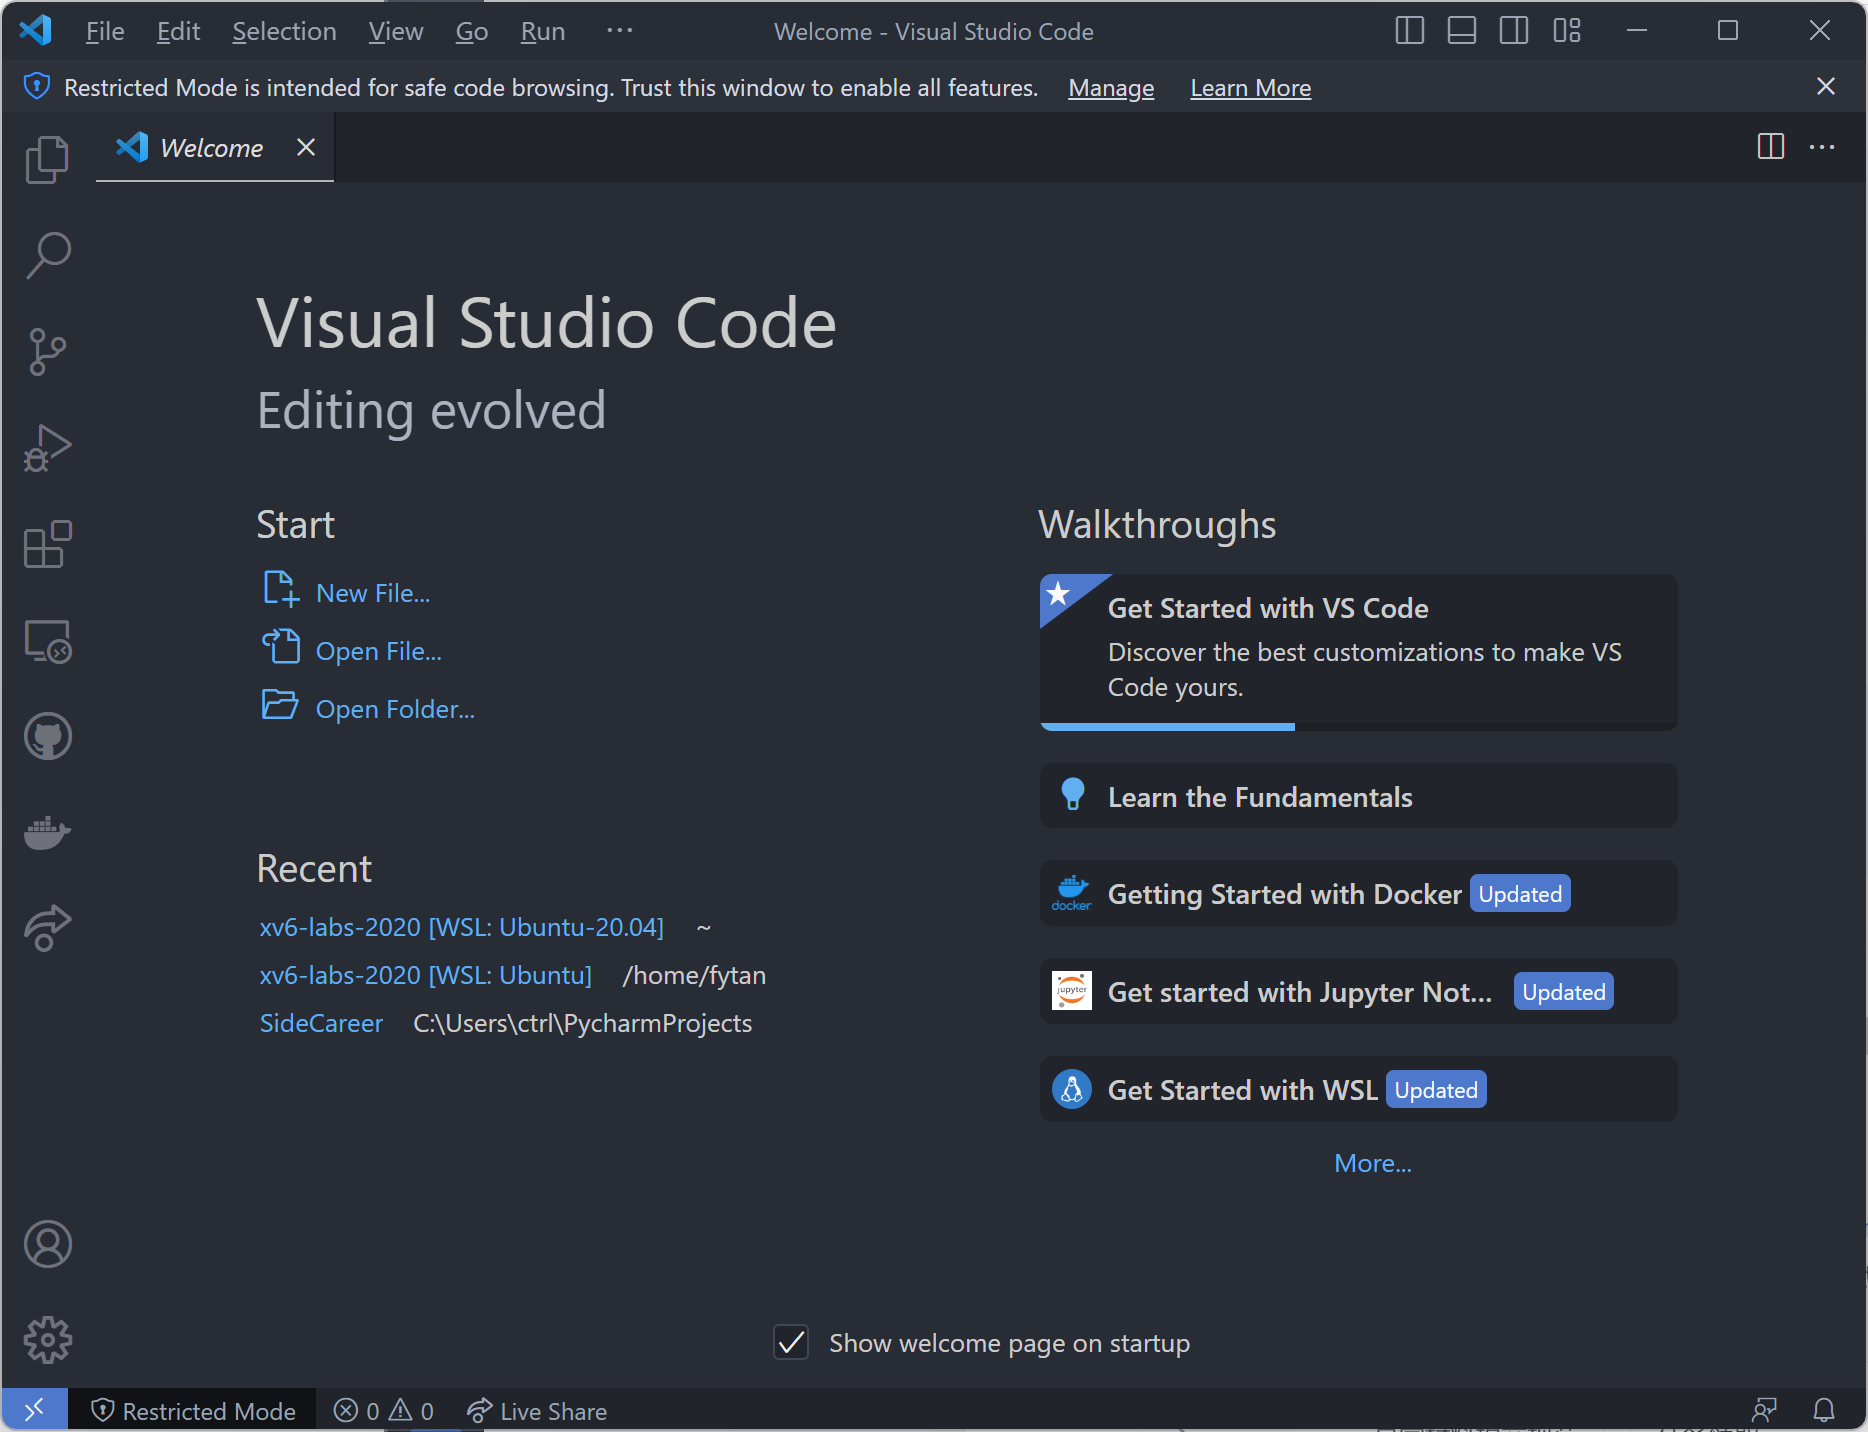 File Edit Selection View Go Run ··· Welcome - Visual Studio Code
Restricted Mode is intended for safe code browsing. Trust this window to enable all features. Manage Learn More
Welcome
Visual Studio Code
Editing evolved
Start
New File...
Open File...
Open Folder...
Recent
xv6-labs-2020 [WSL: Ubuntu-20.04] ~
xv6-labs-2020 [WSL: Ubuntu] /home/fytan
SideCareer C:\Users\ctrl\PycharmProjects
Walkthroughs
Get Started with VS Code
Discover the best customizations to make VS
Code yours.
Learn the Fundamentals
docker
Getting Started with Docker Updated
jupyter
Get started with Jupyter Not... Updated
Get Started with WSL Updated
More...
Show welcome page on startup
Restricted Mode 0 0 Live Share